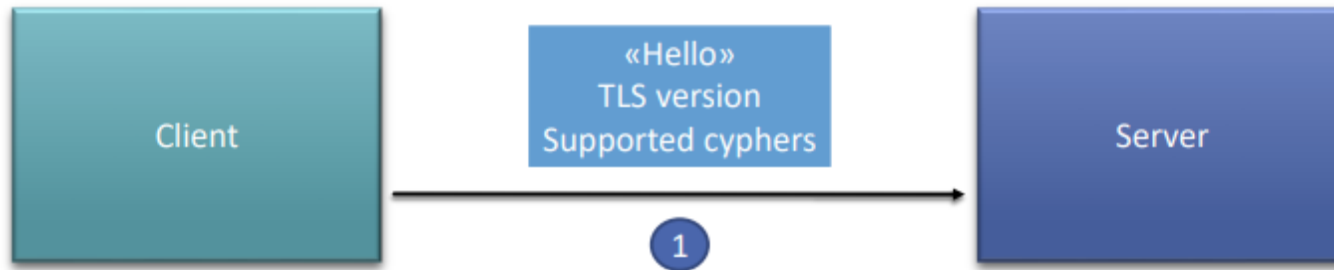 Client
«Hello»
TLS version
Supported cyphers
Server
1